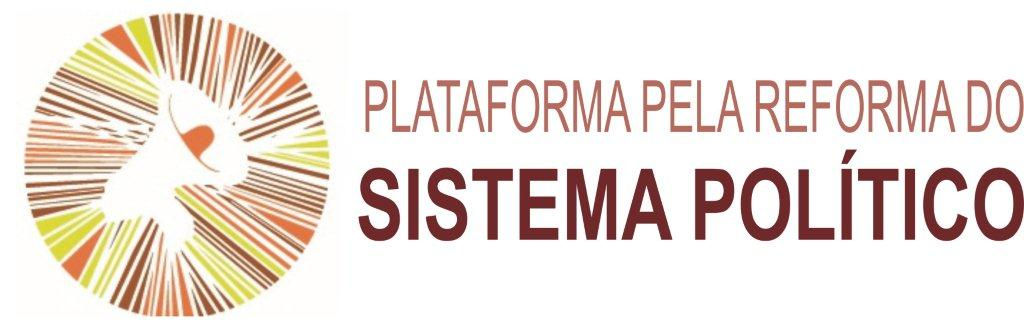 PLATAFORMA PELA REFORMA DO
SISTEMA POLÍTICO